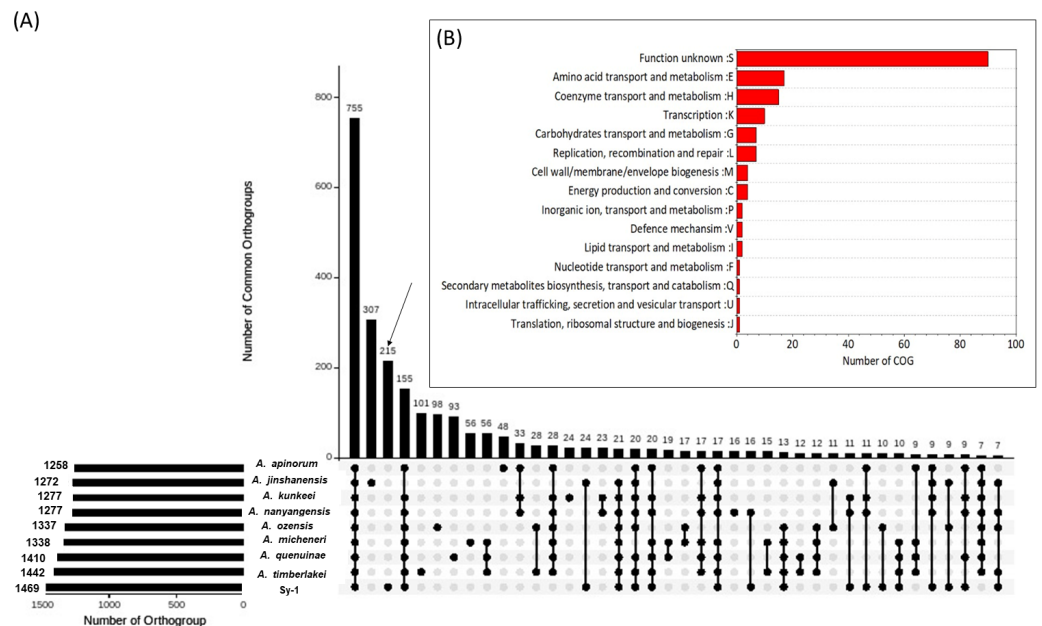 (A)
(B)
Function unknown :S
Amino acid transport and metabolism :E
Coenzyme transport and metabolism :H
Transcription :K
Carbohydrates transport and metabolism :G
Replication, recombination and repair :L
Cell wall/membrane/envelope biogenesis :M
Energy production and conversion :C
Inorganic ion, transport and metabolism :P
Defence mechansim :V
Lipid transport and metabolism :I
Nucleotide transport and metabolism :F
Secondary metabolites biosynthesis, transport and catabolism :Q
Intracellular trafficking, secretion and vesicular transport :U
Translation, ribosomal structure and biogenesis :J
0 20 40 60 80 100
Number of COG
Number of Common Orthogroups
800
600
400
200
0
755 307 215 155 101 98 93 56 56 48 33 28 28 24 24 23 21 20 20 19 17 17 17 16 16 15 13 12 12 11 11 11 10 10 9 9 9 9 7 7
1258 A. apinorum
1272 A. jinshanensis
1277 A. kunkeei
1277 A. nanyangensis
1337 A. ozensis
1338 A. micheneri
1410 A. quenuinae
1442 A. timberlakei
1469 Sy-1
1500 1000 500 0
Number of Orthogroup